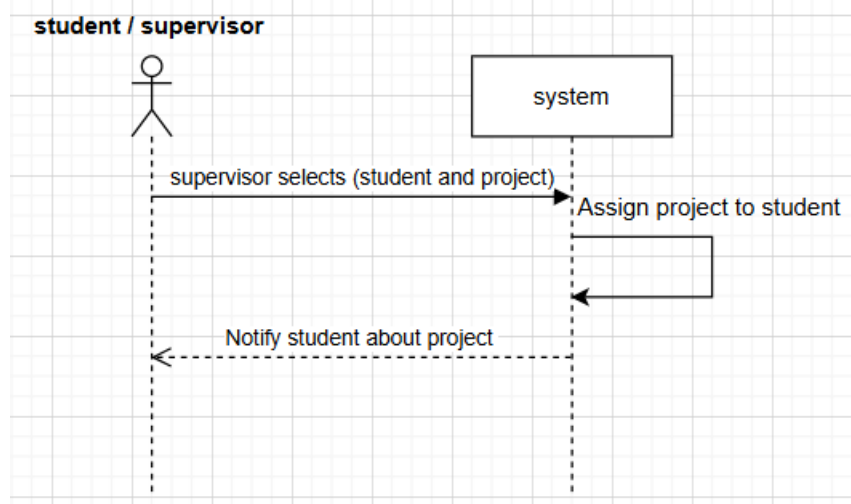 student / supervisor
system
supervisor selects (student and project)
Assign project to student
Notify student about project